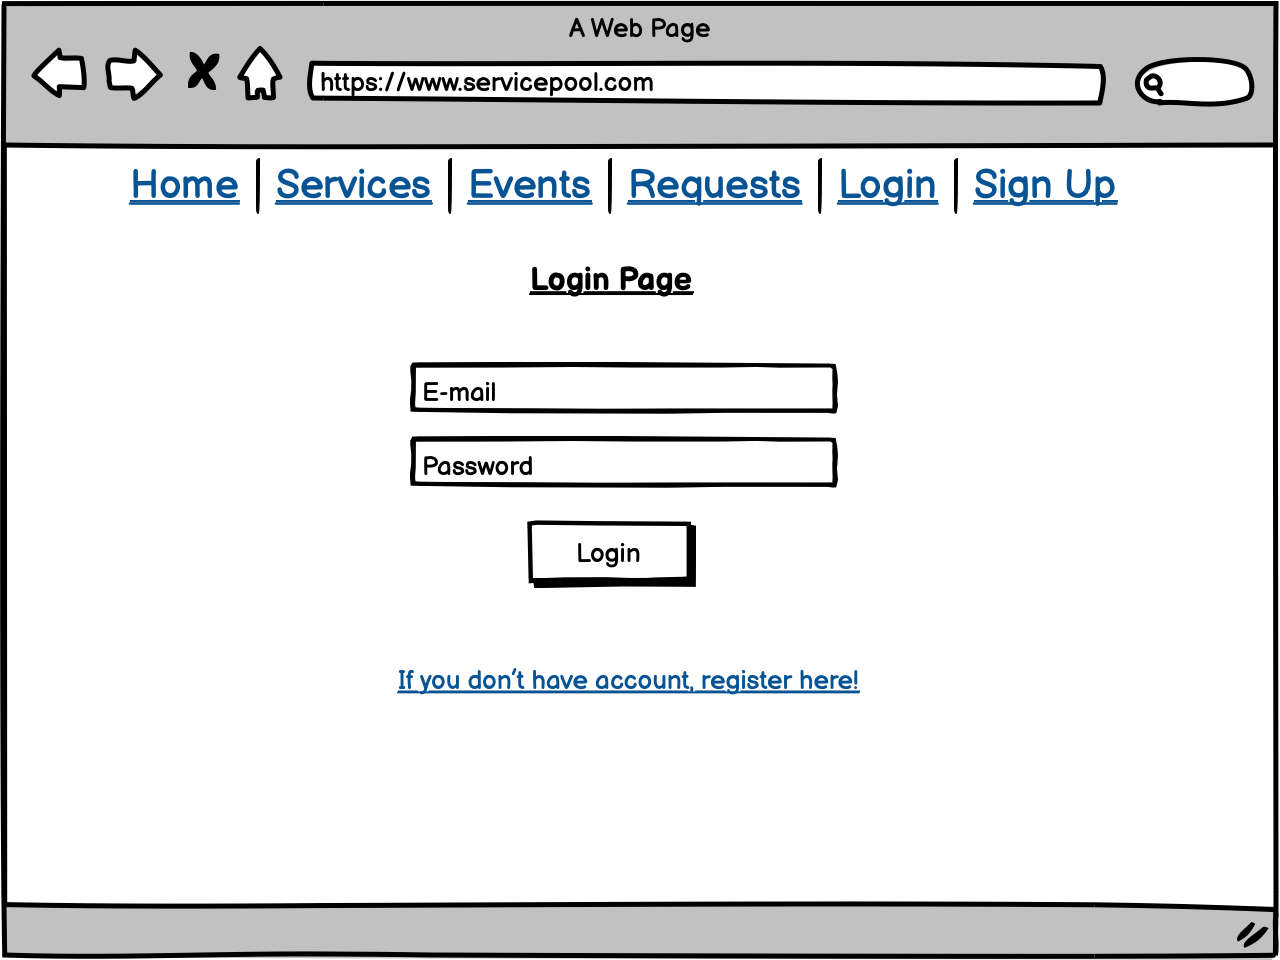 A Web Page
https://www.servicepool.com
Home Services Events Requests Login Sign Up
Login Page
E-mail
Password
Login
If you don't have account, register here!